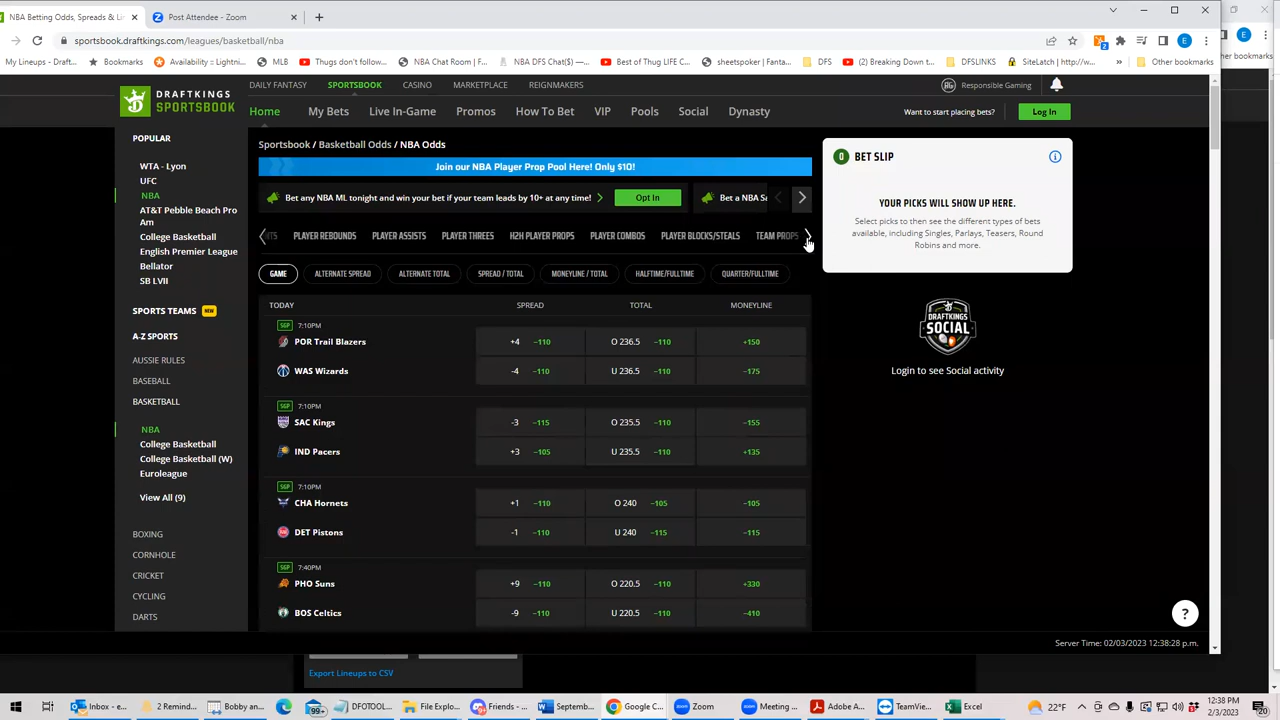 NBA Betting Odds, Spreads & Li
Post Attendee - Zoom
sportsbook.draftkings.com/leagues/basketball/nba
My Lineups - Draft...
Bookmarks
Availability :: Lightni...
MLB
Thugs don't follow...
NBA Chat Room | F...
Best of Thug LIFE C...
sheetspoker | Fanta...
DFS
(2) Breaking Down t...
DFSLINKS
SiteLatch | http://w...
Other bookmarks
ther bookmarks
DRAFTKINGS
SPORTSBOOK
DAILY FANTASY
SPORTSBOOK
CASINO
MARKETPLACE
REIGNMAKERS
Responsible Gaming
Home
My Bets
Live In-Game
Promos
How To Bet
VIP
Pools
Social
Dynasty
Want to start placing bets?
Log In
POPULAR
WTA - Lyon
UFC
NBA
AT&T Pebble Beach Pro
Am
College Basketball
English Premier League
Bellator
SB LVII
SPORTS TEAMS NEW
A-Z SPORTS
AUSSIE RULES
BASEBALL
BASKETBALL
NBA
College Basketball
College Basketball (W)
Euroleague
View All (9)
BOXING
CORNHOLE
CRICKET
CYCLING
DARTS
Sportsbook / Basketball Odds / NBA Odds
Join our NBA Player Prop Pool Here! Only $10!
Bet any NBA ML tonight and win your bet if your team leads by 10+ at any time!
Opt In
Bet a NBA Sa
PLAYER REBOUNDS
PLAYER ASSISTS
PLAYER THREES
H2H PLAYER PROPS
PLAYER COMBOS
PLAYER BLOCKS/STEALS
TEAM PROPS
GAME
ALTERNATE SPREAD
ALTERNATE TOTAL
SPREAD / TOTAL
MONEYLINE / TOTAL
HALFTIME/FULLTIME
QUARTER/FULLTIME
TODAY SPREAD TOTAL MONEYLINE
SGP 7:10PM
POR Trail Blazers +4 −110 O 236.5 −110 +150
WAS Wizards -4 −110 U 236.5 −110 −175
SGP 7:10PM
SAC Kings -3 −115 O 235.5 −110 −155
IND Pacers +3 −105 U 235.5 −110 +135
SGP 7:10PM
CHA Hornets +1 −110 O 240 −105 −105
DET Pistons -1 −110 U 240 −115 −115
SGP 7:40PM
PHO Suns +9 −110 O 220.5 −110 +330
BOS Celtics -9 −110 U 220.5 −110 −410
0 BET SLIP
YOUR PICKS WILL SHOW UP HERE.
Select picks to then see the different types of bets
available, including Singles, Parlays, Teasers, Round
Robins and more.
DRAFTKINGS
SOCIAL
Login to see Social activity
?
Server Time: 02/03/2023 12:38:28 p.m.
Export Lineups to CSV
Inbox - e...
2 Remind...
Bobby an...
99+
DFOTOOL...
File Explo...
Friends - ...
Septemb...
Google C...
Zoom
Meeting ...
Adobe A...
TeamVie...
Excel
22°F
12:38 PM
2/3/2023
20